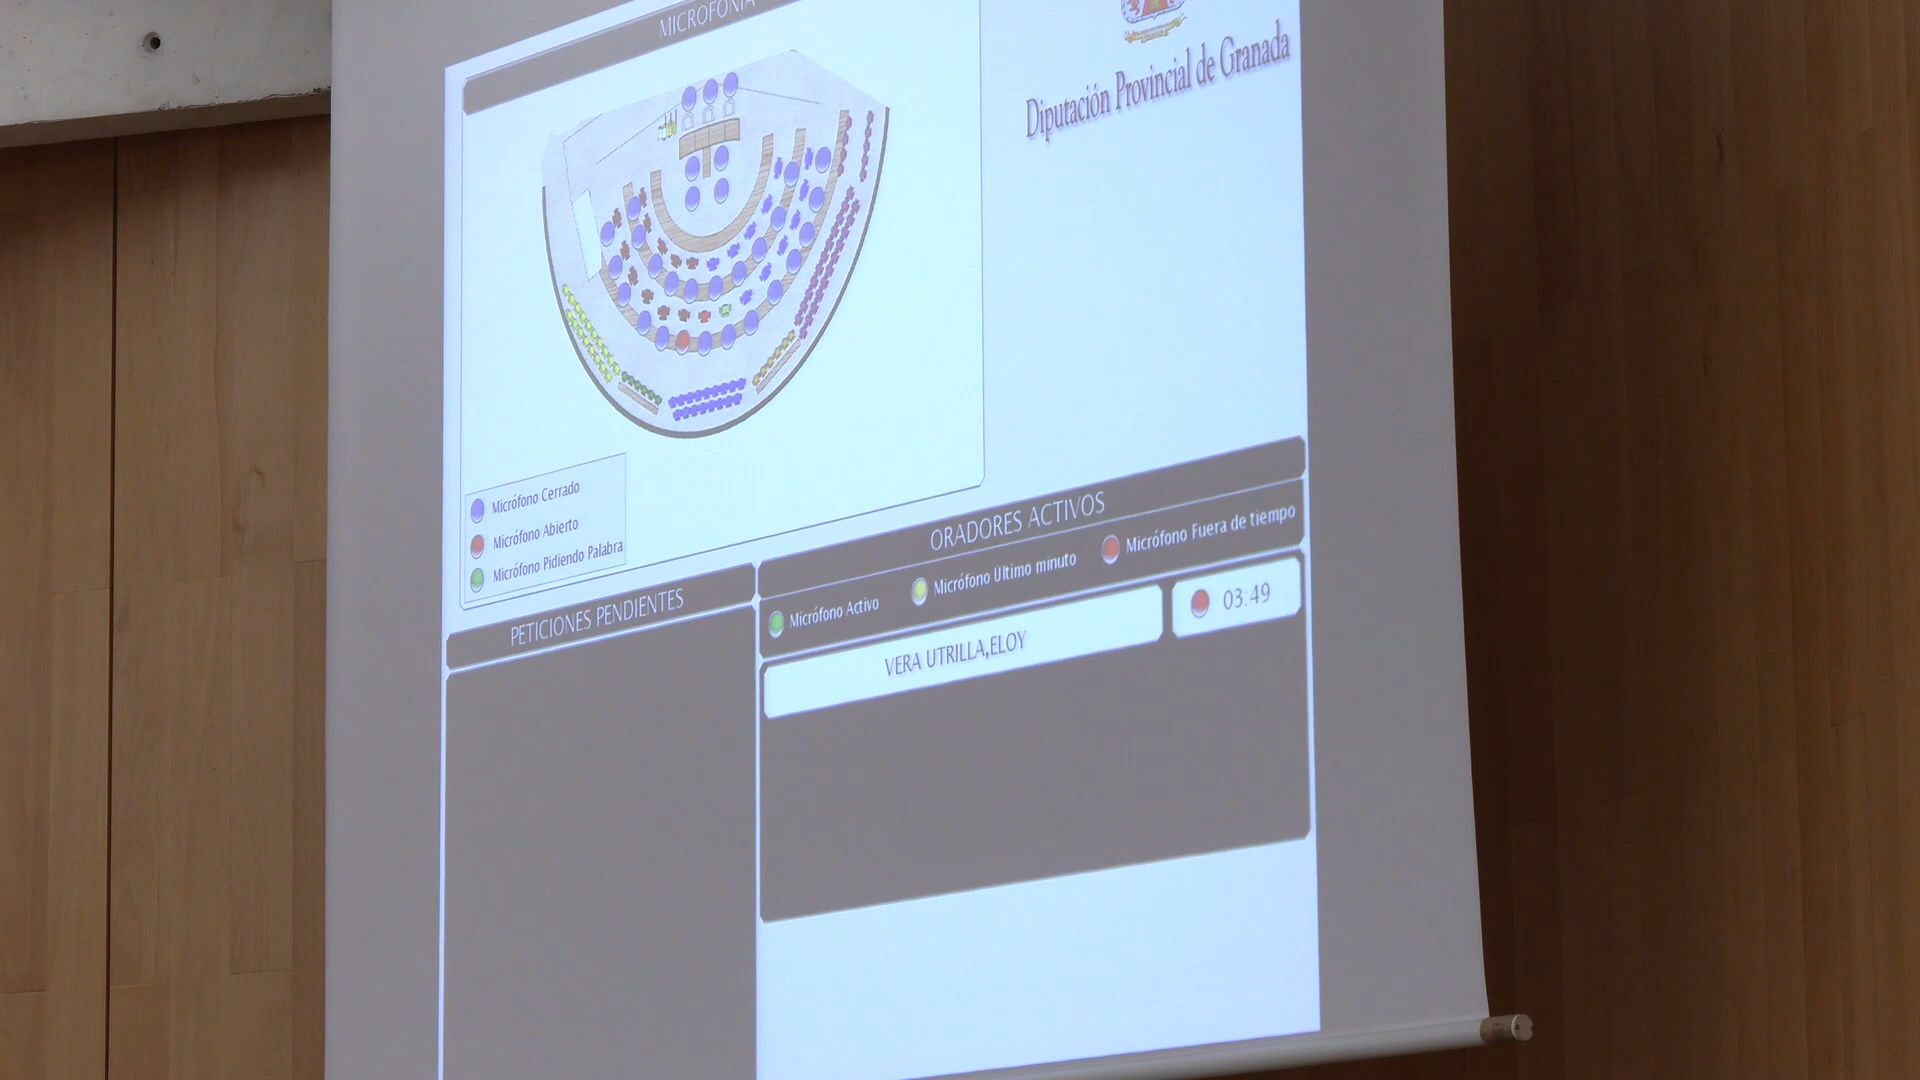 MICROFONIA
Diputación Provincial de Granada
Micrófono Cerrado
Micrófono Abierto
Micrófono Pidiendo Palabra
PETICIONES PENDIENTES
ORADORES ACTIVOS
Micrófono Activo
Micrófono Ultimo minuto
Micrófono Fuera de tiempo
VERA UTRILLA,ELOY
03:49